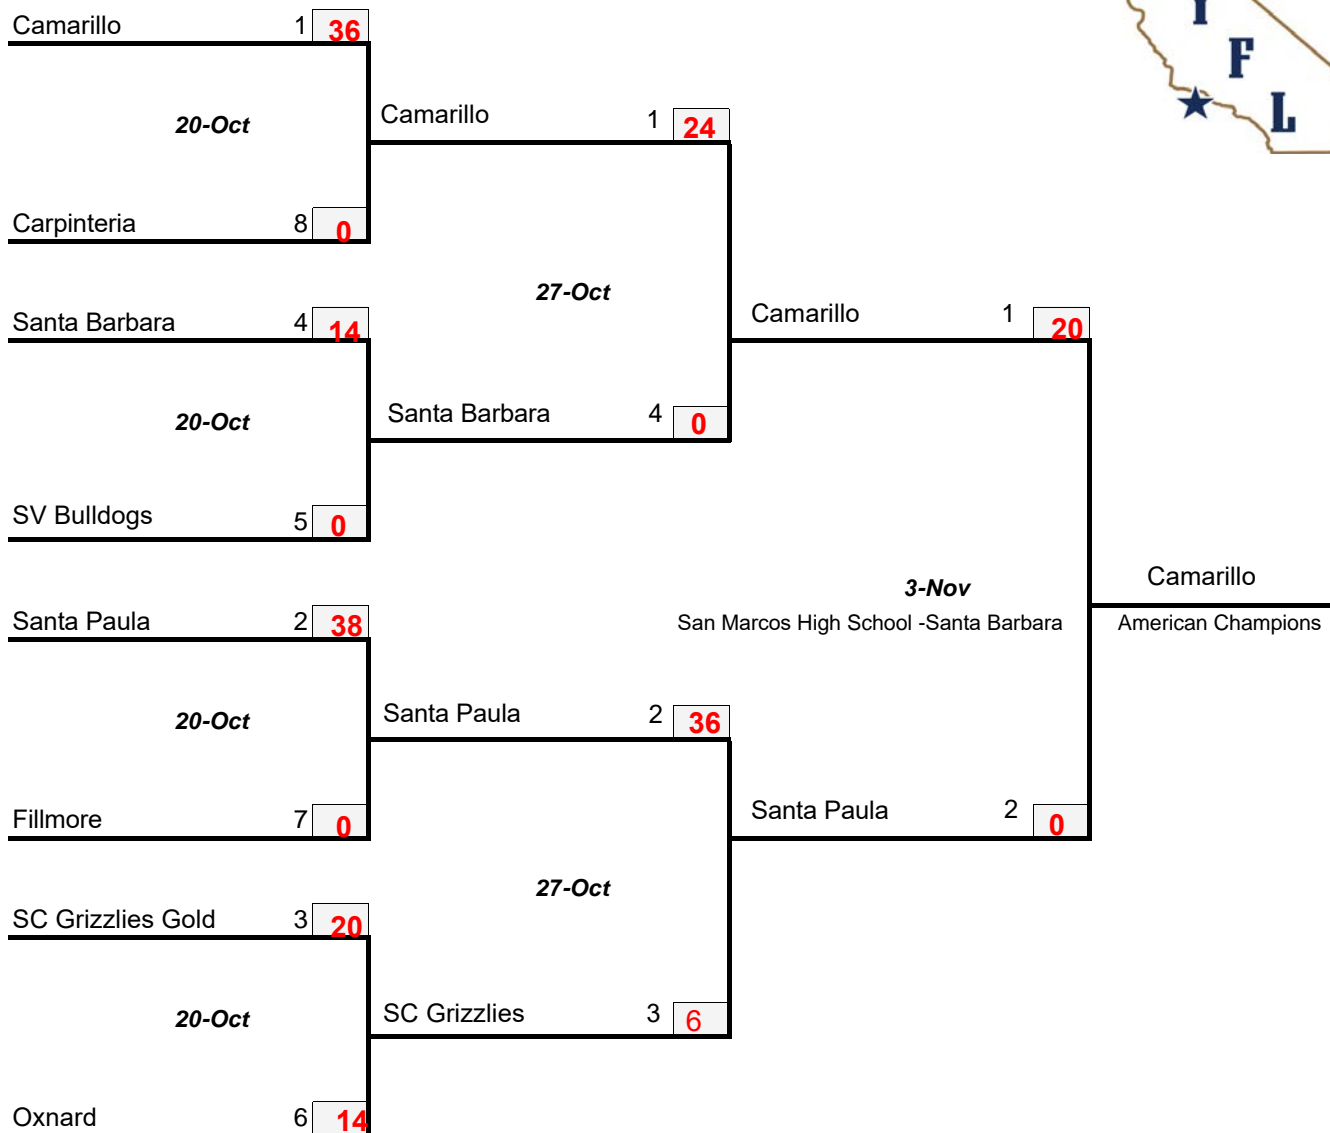 Camarillo 1 36
20-Oct
Carpinteria 8 0
Santa Barbara 4 14
20-Oct
SV Bulldogs 5 0
Santa Paula 2 38
20-Oct
Fillmore 7 0
SC Grizzlies Gold 3 20
20-Oct
Oxnard 6 14
Camarillo 1 24
27-Oct
Santa Barbara 4 0
Santa Paula 2 36
27-Oct
SC Grizzlies 3 6
Camarillo 1 20
3-Nov
San Marcos High School -Santa Barbara
Santa Paula 2 0
Camarillo
American Champions
F
L